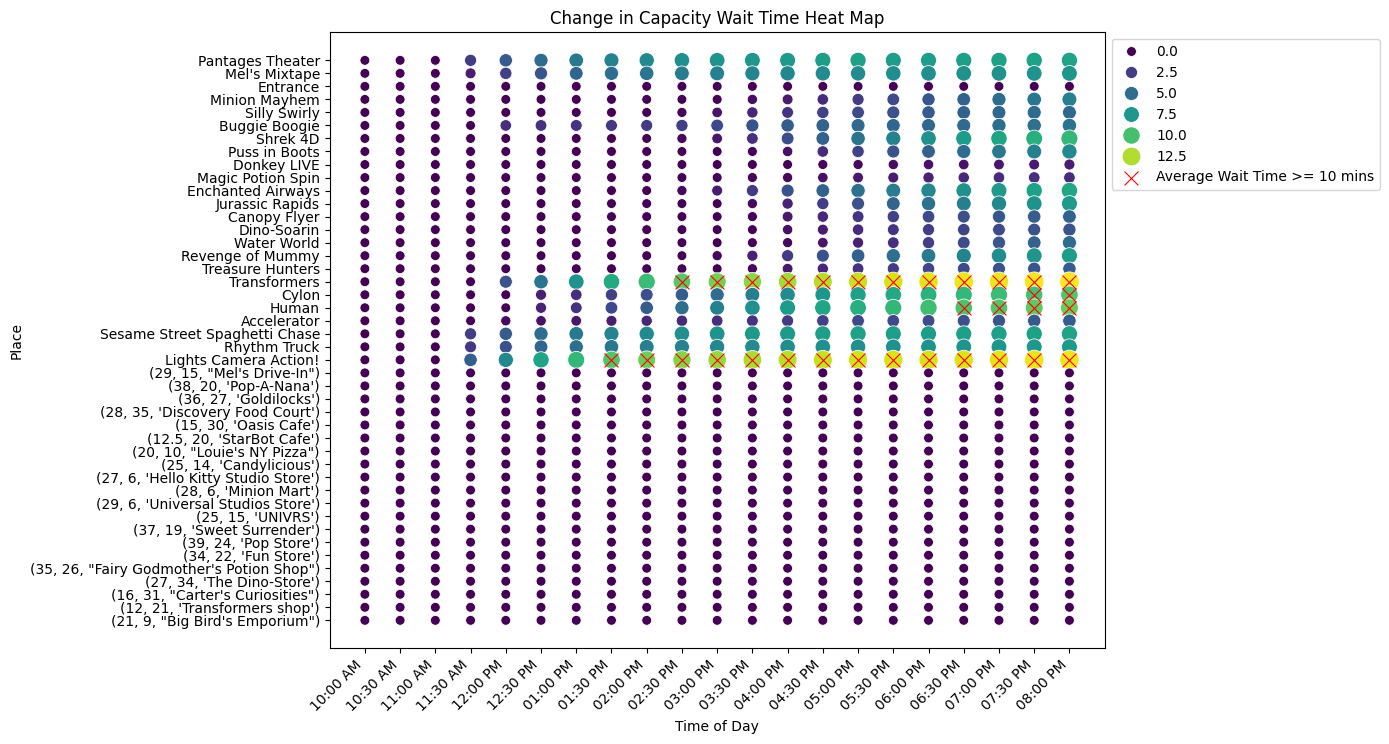 Change in Capacity Wait Time Heat Map
Place
Pantages Theater
Mel's Mixtape
Entrance
Minion Mayhem
Silly Swirly
Buggie Boogie
Shrek 4D
Puss in Boots
Donkey LIVE
Magic Potion Spin
Enchanted Airways
Jurassic Rapids
Canopy Flyer
Dino-Soarin
Water World
Revenge of Mummy
Treasure Hunters
Transformers
Cylon
Human
Accelerator
Sesame Street Spaghetti Chase
Rhythm Truck
Lights Camera Action!
(29, 15, "Mel's Drive-In")
(38, 20, 'Pop-A-Nana')
(36, 27, 'Goldilocks')
(28, 35, 'Discovery Food Court')
(15, 30, 'Oasis Cafe')
(12.5, 20, 'StarBot Cafe')
(20, 10, "Louie's NY Pizza")
(25, 14, 'Candylicious')
(27, 6, 'Hello Kitty Studio Store')
(28, 6, 'Minion Mart')
(29, 6, 'Universal Studios Store')
(25, 15, 'UNIVRS')
(37, 19, 'Sweet Surrender')
(39, 24, 'Pop Store')
(34, 22, 'Fun Store')
(35, 26, "Fairy Godmother's Potion Shop")
(27, 34, 'The Dino-Store')
(16, 31, "Carter's Curiosities")
(12, 21, 'Transformers shop')
(21, 9, "Big Bird's Emporium")
10:00 AM
10:30 AM
11:00 AM
11:30 AM
12:00 PM
12:30 PM
01:00 PM
01:30 PM
02:00 PM
02:30 PM
03:00 PM
03:30 PM
04:00 PM
04:30 PM
05:00 PM
05:30 PM
06:00 PM
06:30 PM
07:00 PM
07:30 PM
08:00 PM
Time of Day
0.0
2.5
5.0
7.5
10.0
12.5
Average Wait Time >= 10 mins